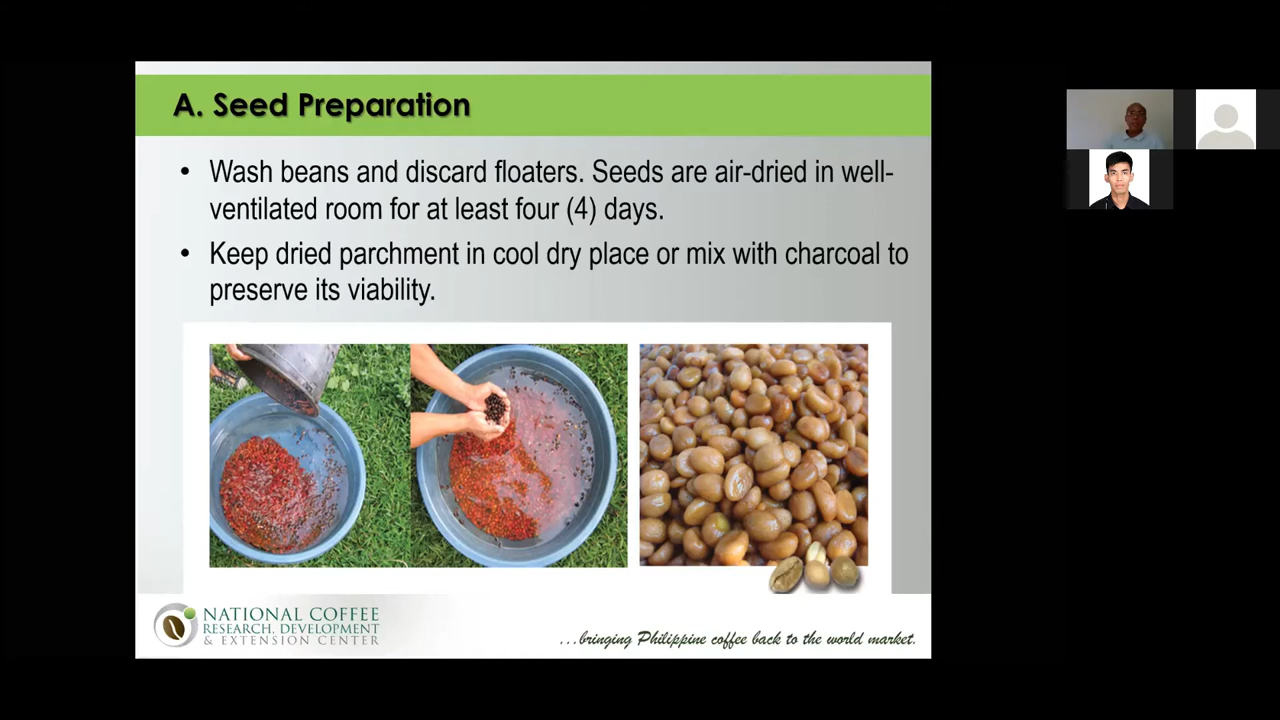 A. Seed Preparation
• Wash beans and discard floaters. Seeds are air-dried in well-
ventilated room for at least four (4) days.
• Keep dried parchment in cool dry place or mix with charcoal to
preserve its viability.
NATIONAL COFFEE
RESEARCH, DEVELOPMENT
& EXTENSION CENTER
...bringing Philippine coffee back to the world market.